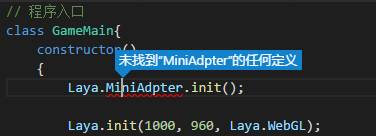 // 程序入口
class GameMain{
constructor()
未找到“MiniAdpter”的任何定义
{
Laya.MiniAdpter.init();
Laya.init(1000, 960, Laya.WebGL);